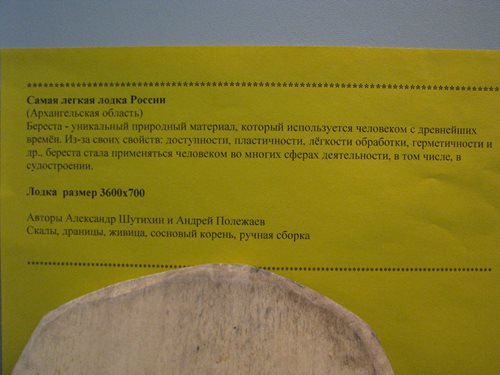 Самая легкая лодка России
(Архангельская область)
Береста - уникальный природный материал, который используется человеком с древнейших
времён. Из-за своих свойств: доступности, пластичности, лёгкости обработки, герметичности и
др., береста стала применяться человеком во многих сферах деятельности, в том числе, в
судостроении.
Лодка размер 3600х700
Авторы Александр Шутихин и Андрей Полежаев
Скалы, драницы, живица, сосновый корень, ручная сборка